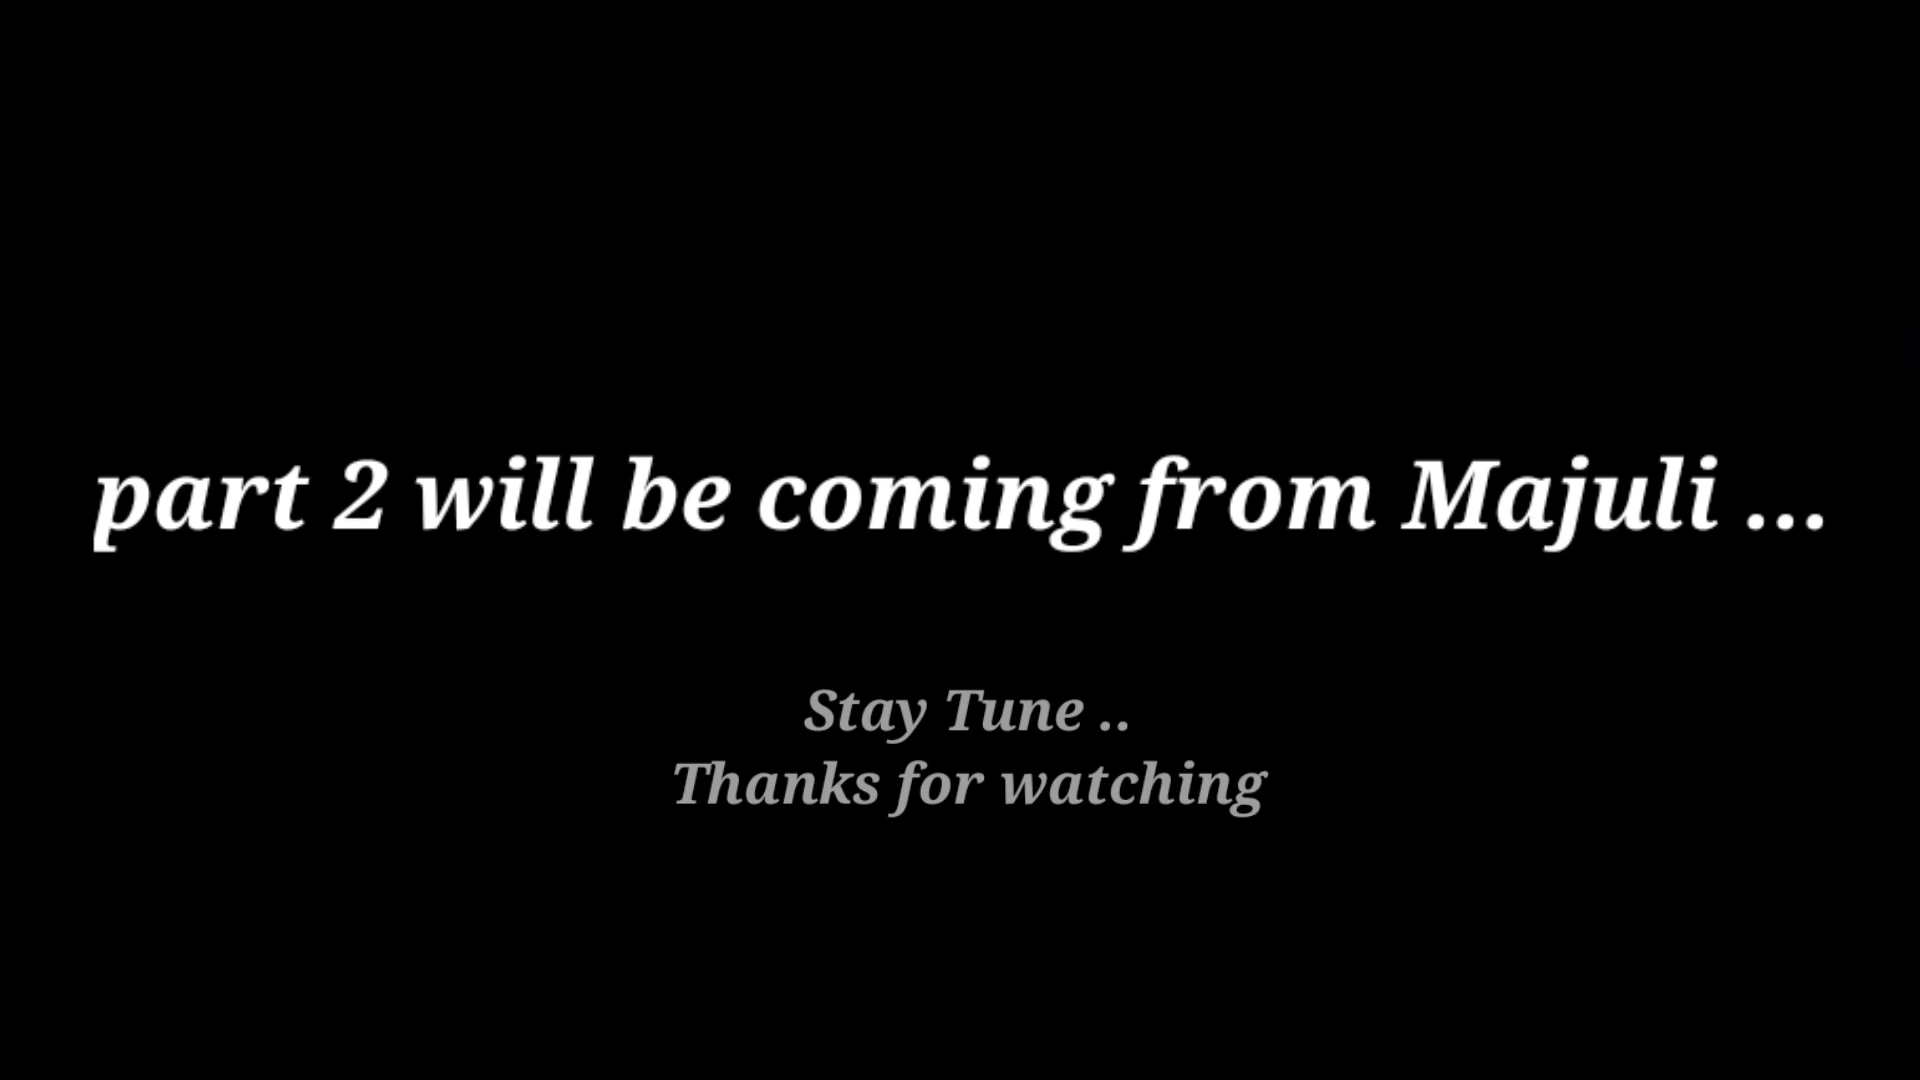 part 2 will be coming from Majuli ...
Stay Tune ..
Thanks for watching